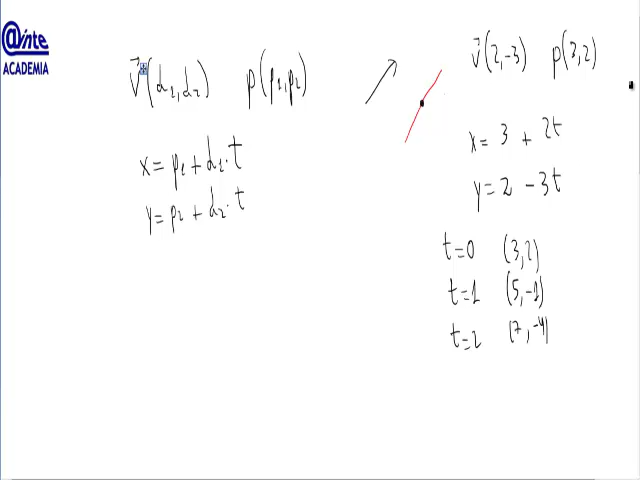 @inte
ACADEMIA
v⃗(d₁,d₂) p(p₁,p₂)
x= p₁+d₁.t
y= p₂+d₂.t
v⃗(2,-3) p(3,2)
x= 3 + 2t
y= 2 - 3t
t=0 (3,2)
t=1 (5,-1)
t=2 (7,-4)